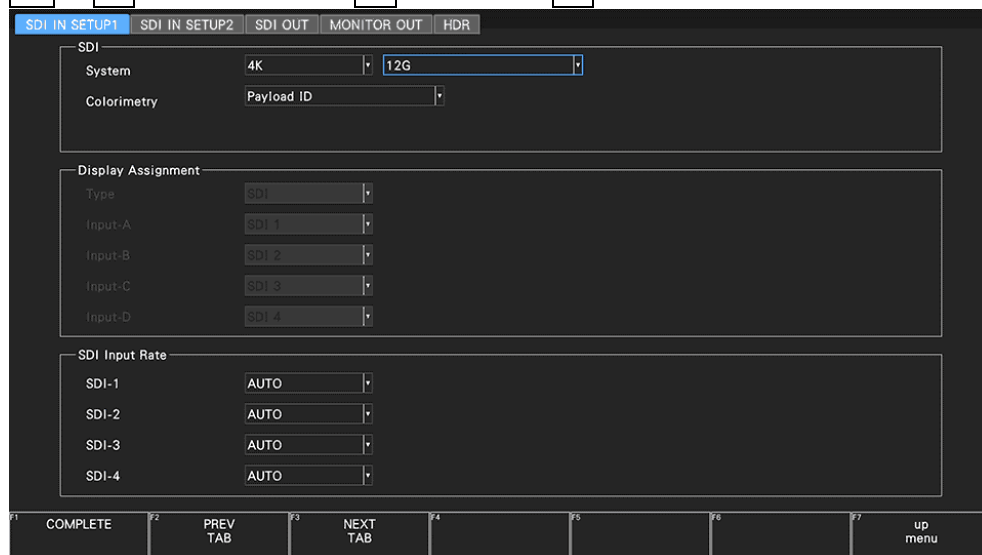 SDI IN SETUP1 SDI IN SETUP2 SDI OUT MONITOR OUT HDR
SDI
System 4K 12G
Colorimetry Payload ID
Display Assignment
Type SDI
Input-A SDI 1
Input-B SDI 2
Input-C SDI 3
Input-D SDI 4
SDI Input Rate
SDI-1 AUTO
SDI-2 AUTO
SDI-3 AUTO
SDI-4 AUTO
F1 COMPLETE F2 PREV TAB F3 NEXT TAB F4 F5 F6 F7 up menu